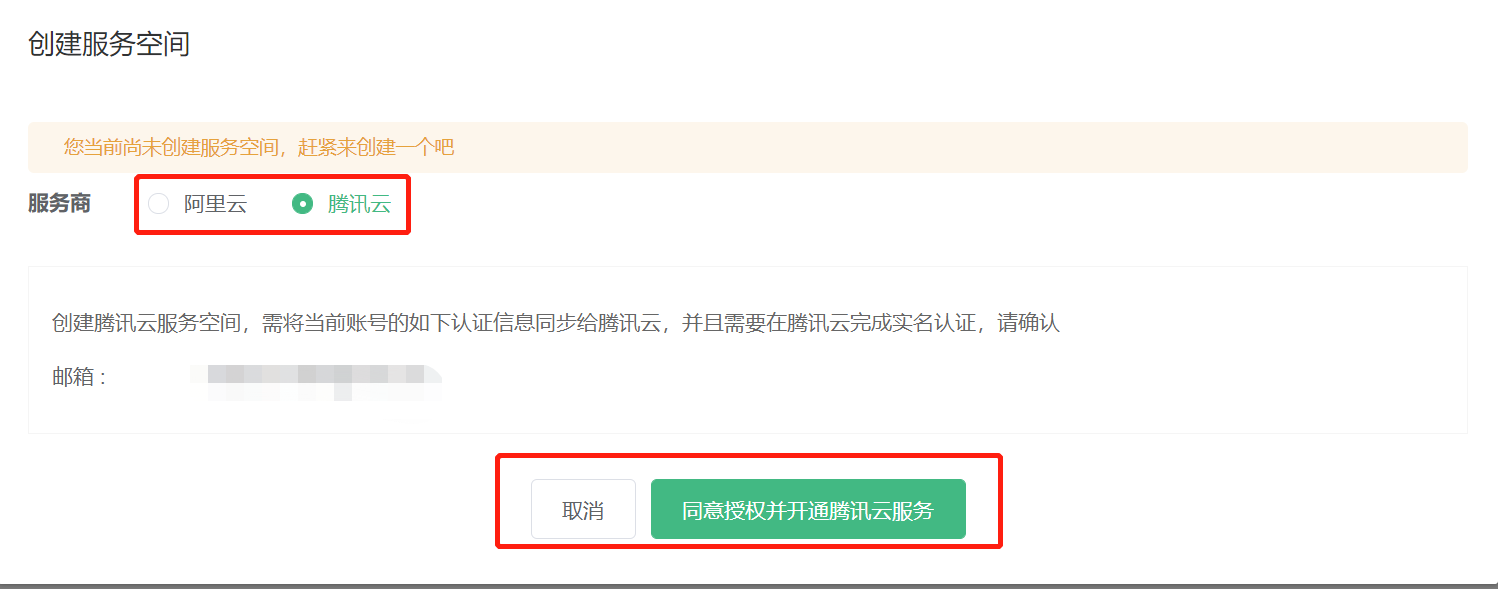 创建服务空间
您当前尚未创建服务空间，赶紧来创建一个吧
服务商 阿里云 腾讯云
创建腾讯云服务空间，需将当前账号的如下认证信息同步给腾讯云，并且需要在腾讯云完成实名认证，请确认
邮箱：
取消 同意授权并开通腾讯云服务